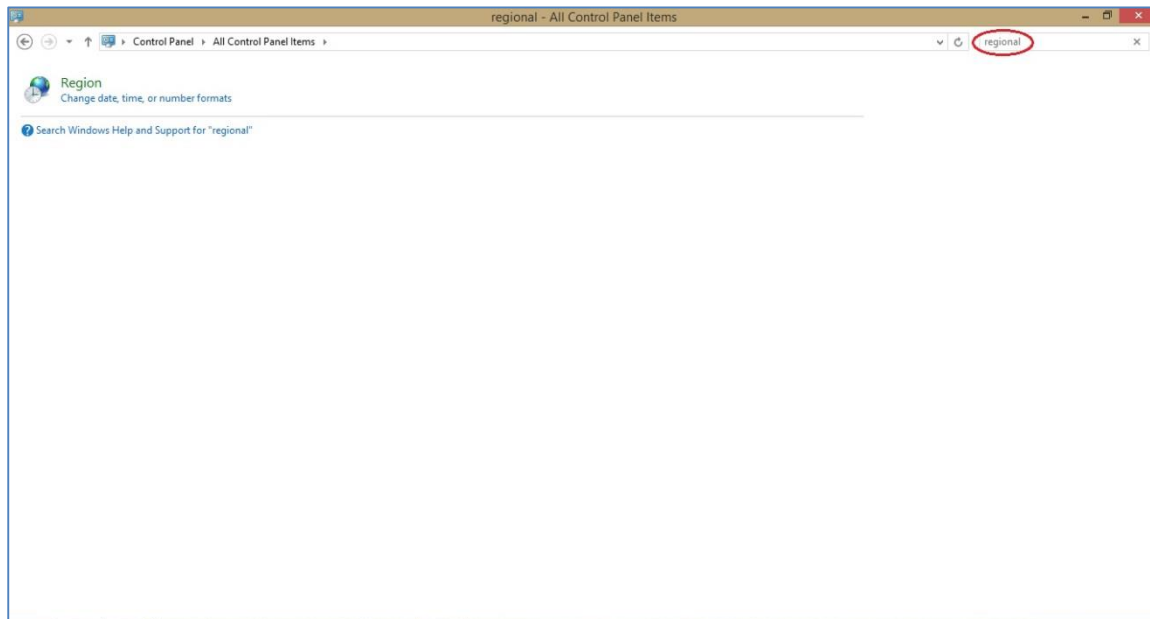 regional - All Control Panel Items
Control Panel All Control Panel Items
regional
Region
Change date, time, or number formats
Search Windows Help and Support for "regional"